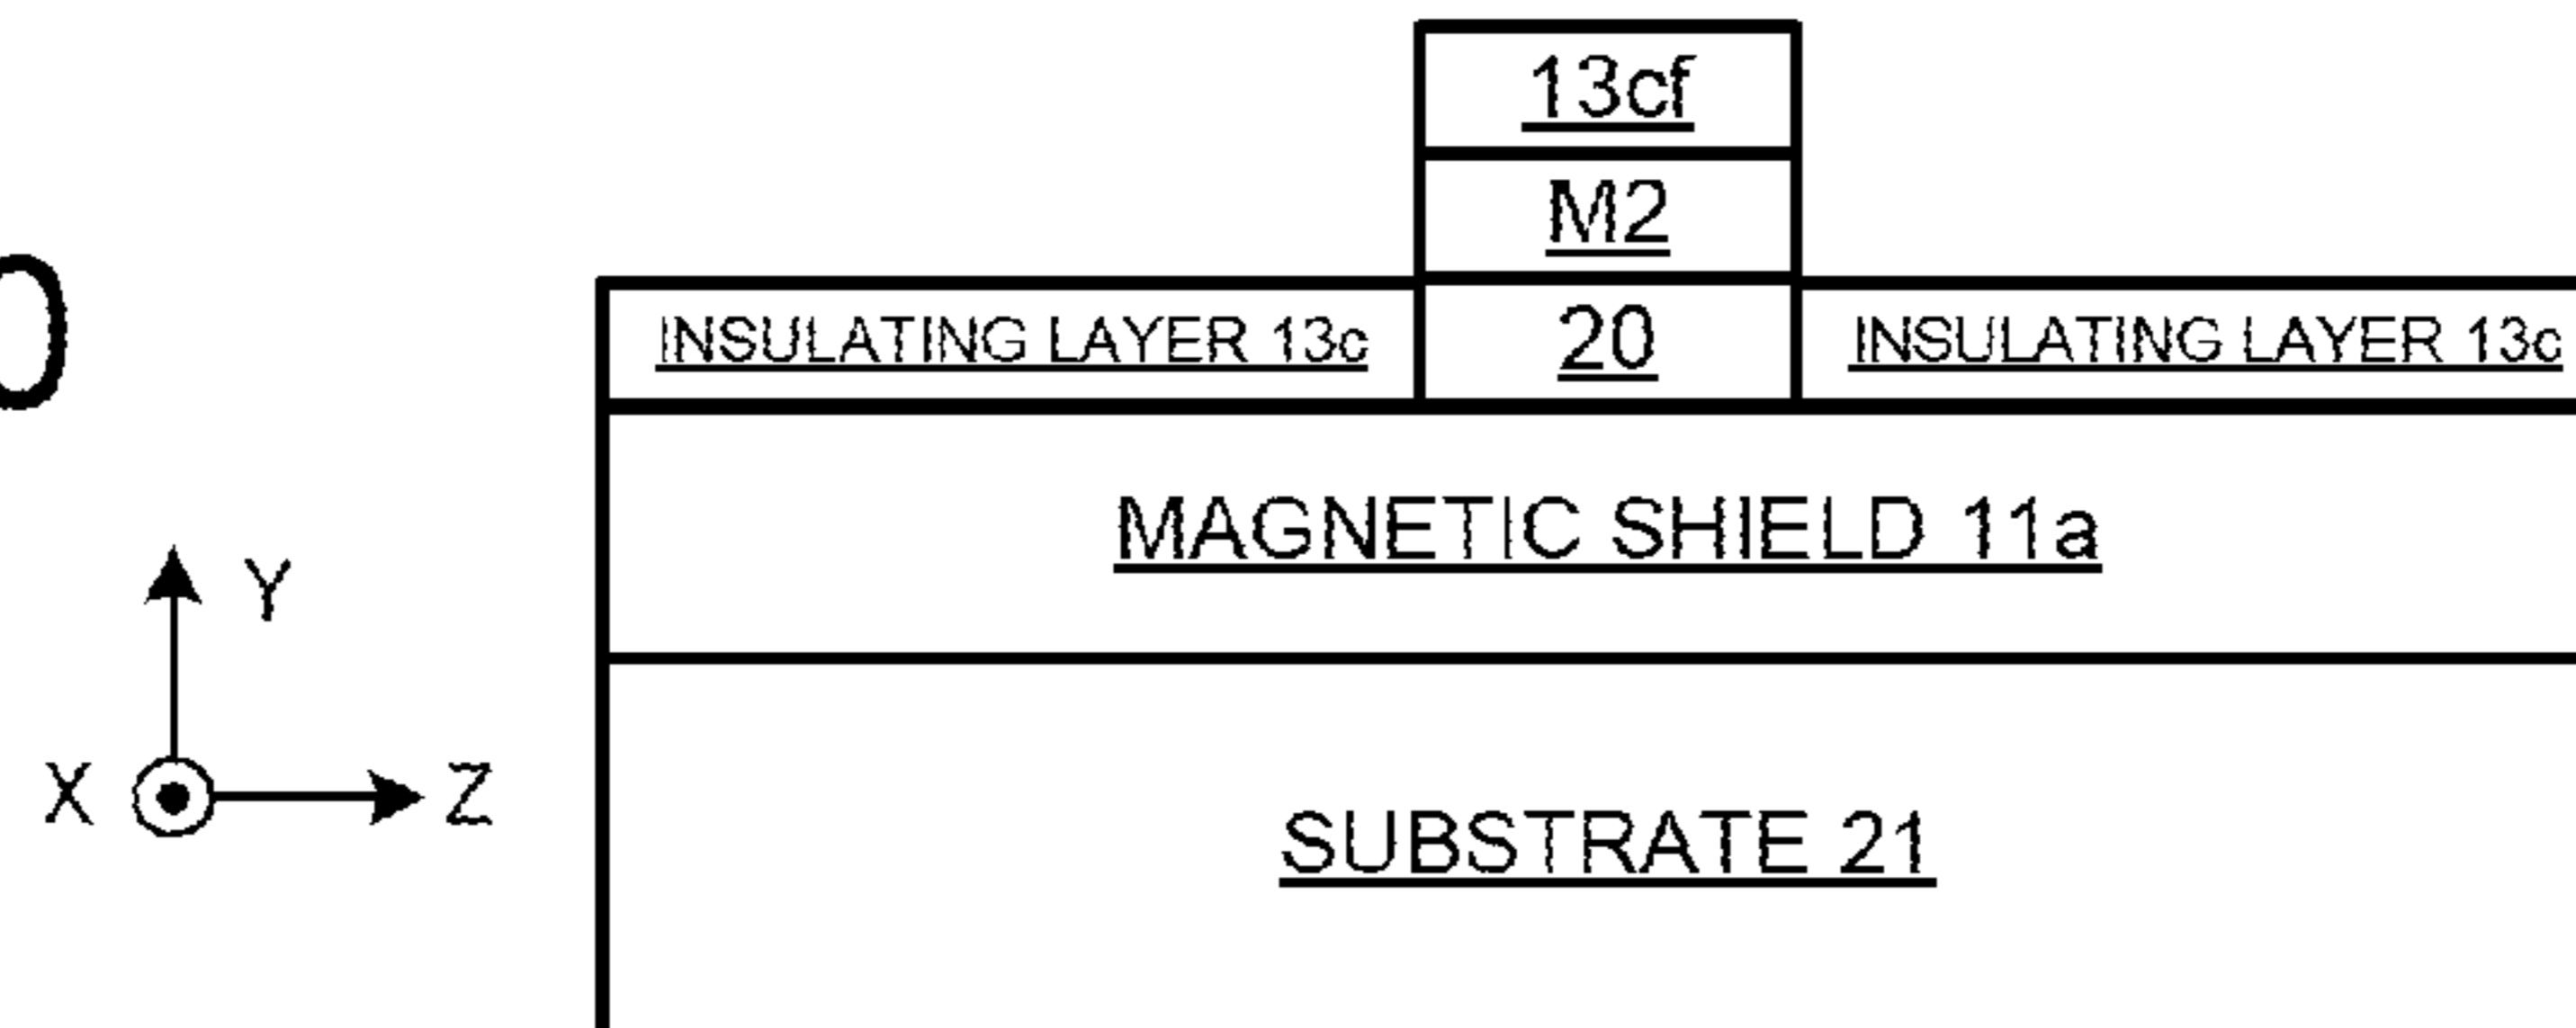 13cf
M2
INSULATING LAYER 13c 20 INSULATING LAYER 13c
MAGNETIC SHIELD 11a
Y
X Z
SUBSTRATE 21